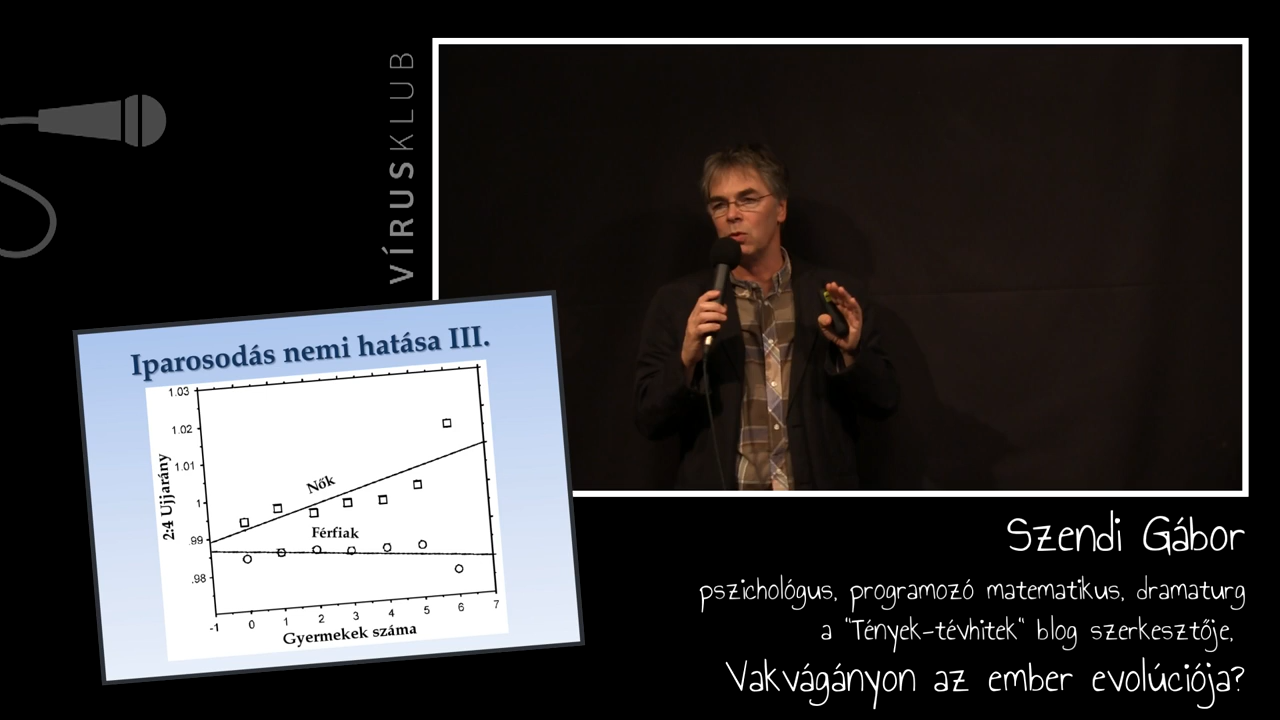 VÍRUSKLUB
Iparosodás nemi hatása III.
1.03
1.02
1.01
1
.99
.98
2:4 Ujjarány
Nők
Férfiak
-1 0 1 2 3 4 5 6 7
Gyermekek száma
Szendi Gábor
pszichológus, programozó matematikus, dramaturg
a "Tények-tévhitek" blog szerkesztője,
Vakvágányon az ember evolúciója?